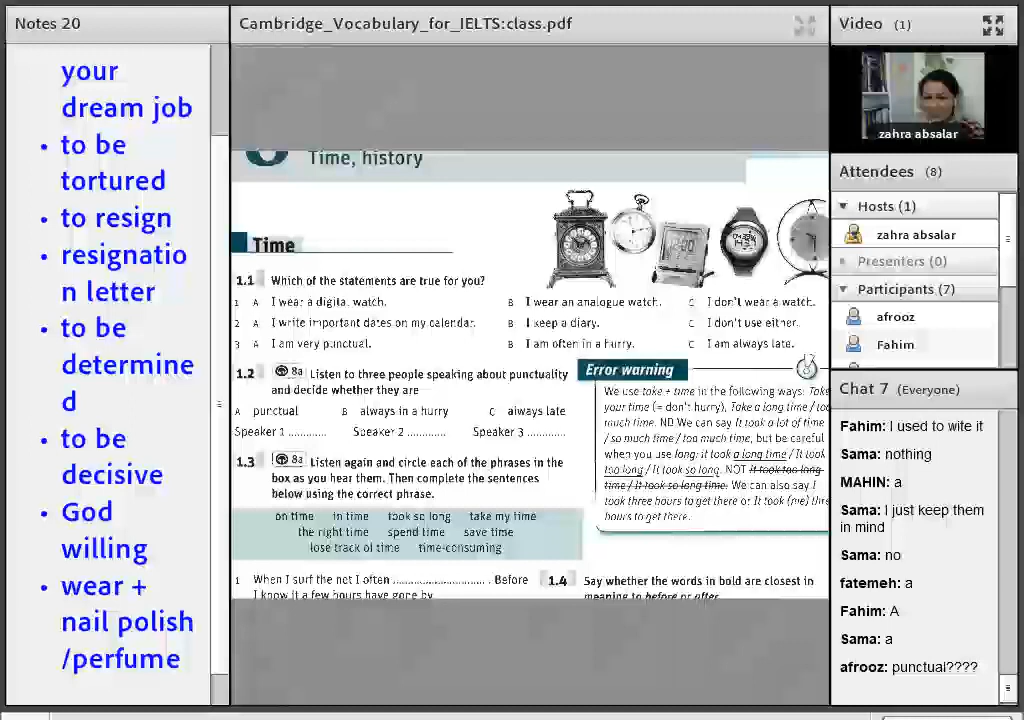 Notes 20
your
dream job
• to be
tortured
• to resign
• resignatio
n letter
• to be
determine
d
• to be
decisive
• God
willing
• wear +
nail polish
/perfume
Cambridge_Vocabulary_for_IELTS:class.pdf
Time, history
Time
1.1 Which of the statements are true for you?
1 A I wear a digital watch. B I wear an analogue watch. C I don't wear a watch.
2 A I write important dates on my calendar. B I keep a diary. C I don't use either.
3 A I am very punctual. B I am often in a hurry. C I am always late.
1.2 8a Listen to three people speaking about punctuality
and decide whether they are
A punctual B always in a hurry C always late
Speaker 1 ............ Speaker 2 ............ Speaker 3 ............
1.3 8a Listen again and circle each of the phrases in the
box as you hear them. Then complete the sentences
below using the correct phrase.
on time in time took so long take my time
the right time spend time save time
lose track of time time-consuming
1 When I surf the net I often ............................ . Before
I know it a few hours have gone by
Error warning
We use take + time in the following ways: Take
your time (= don't hurry), Take a long time / too
much time. NB We can say It took a lot of time
/ so much time / too much time, but be careful
when you use long: it took a long time / It took
too long / It took so long. NOT It took too long
time / It took so long time. We can also say I
took three hours to get there or It took (me) thre
hours to get there.
1.4 Say whether the words in bold are closest in
meaning to before or after
Video (1)
zahra absalar
Attendees (8)
Hosts (1)
zahra absalar
Presenters (0)
Participants (7)
afrooz
Fahim
Chat 7 (Everyone)
Fahim: I used to wite it
Sama: nothing
MAHIN: a
Sama: I just keep them
in mind
Sama: no
fatemeh: a
Fahim: A
Sama: a
afrooz: punctual????